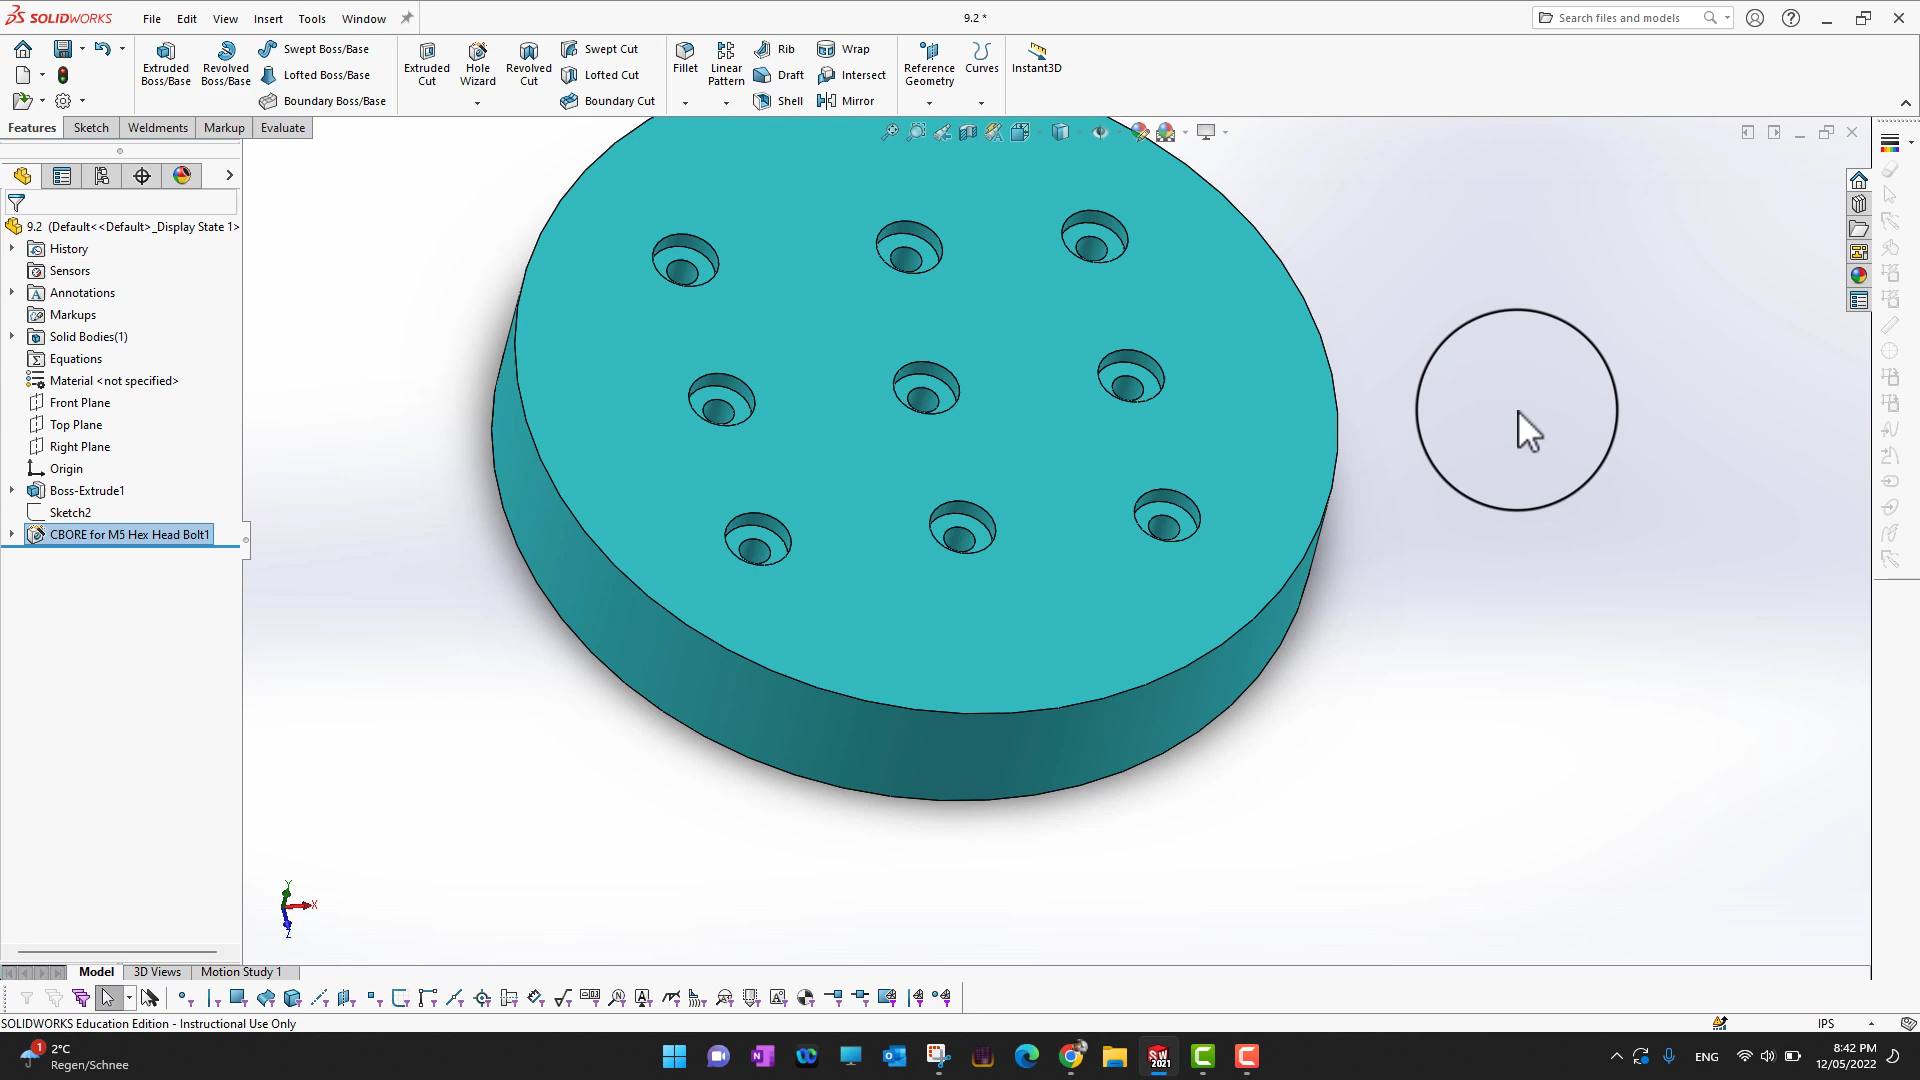 SOLIDWORKS File Edit View Insert Tools Window 9.2 * Search files and models
Extruded Boss/Base
Revolved Boss/Base
Swept Boss/Base
Lofted Boss/Base
Boundary Boss/Base
Extruded Cut
Hole Wizard
Revolved Cut
Swept Cut
Lofted Cut
Boundary Cut
Fillet
Linear Pattern
Rib
Draft
Shell
Wrap
Intersect
Mirror
Reference Geometry
Curves
Instant3D
Features Sketch Weldments Markup Evaluate
9.2 (Default<<Default>_Display State 1>
History
Sensors
Annotations
Markups
Solid Bodies(1)
Equations
Material <not specified>
Front Plane
Top Plane
Right Plane
Origin
Boss-Extrude1
Sketch2
CBORE for M5 Hex Head Bolt1
Y
X
Z
Model 3D Views Motion Study 1
SOLIDWORKS Education Edition - Instructional Use Only IPS
1 2°C
Regen/Schnee
SW
2021
ENG
8:42 PM
12/05/2022